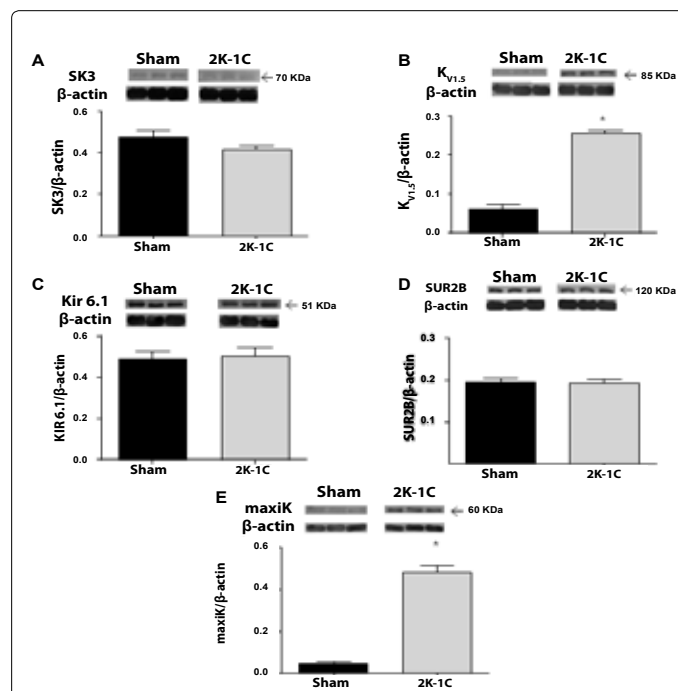 A
Sham 2K-1C
SK3 ← 70 KDa
β-actin
SK3/β-actin
0.6
0.4
0.2
0.0
Sham 2K-1C
B
Sham 2K-1C
KV1.5 ← 85 KDa
β-actin
KV1.5/β-actin
0.3
0.2
0.1
0.0
*
Sham 2K-1C
C
Sham 2K-1C
Kir 6.1 ← 51 KDa
β-actin
KIR 6.1/β-actin
0.6
0.4
0.2
0.0
Sham 2K-1C
D
Sham 2K-1C
SUR2B ← 120 KDa
β-actin
SUR2B/β-actin
0.3
0.2
0.1
Sham 2K-1C
E
Sham 2K-1C
maxiK ← 60 KDa
β-actin
maxiK/β-actin
0.6
0.4
0.2
0.0
*
Sham 2K-1C